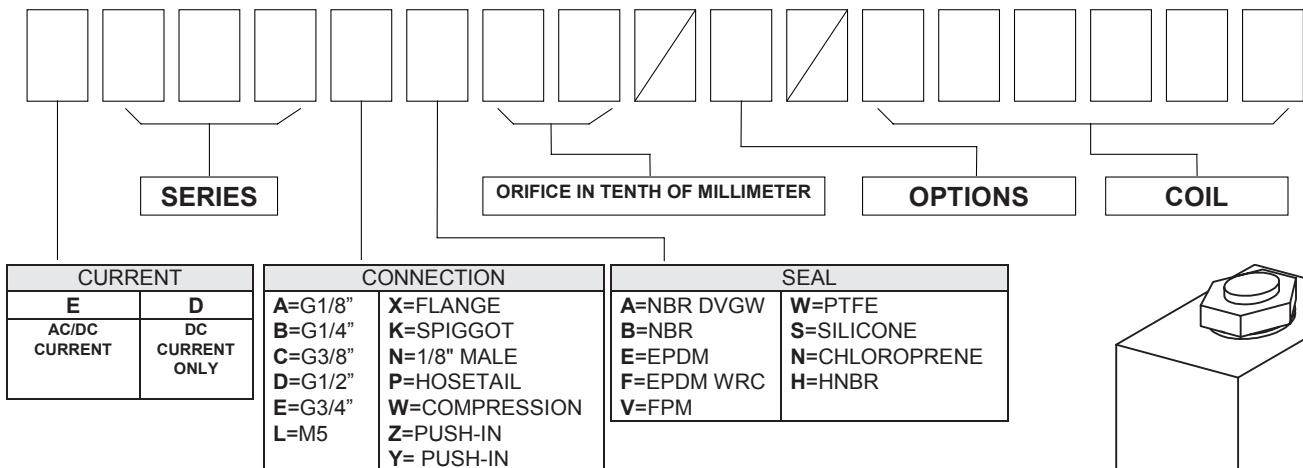 SERIES
ORIFICE IN TENTH OF MILLIMETER
OPTIONS
COIL
CURRENT
E D
AC/DC CURRENT
DC CURRENT ONLY
CONNECTION
A=G1/8”
B=G1/4”
C=G3/8”
D=G1/2”
E=G3/4”
L=M5
X=FLANGE
K=SPIGGOT
N=1/8" MALE
P=HOSETAIL
W=COMPRESSION
Z=PUSH-IN
Y= PUSH-IN
SEAL
A=NBR DVGW
B=NBR
E=EPDM
F=EPDM WRC
V=FPM
W=PTFE
S=SILICONE
N=CHLOROPRENE
H=HNBR